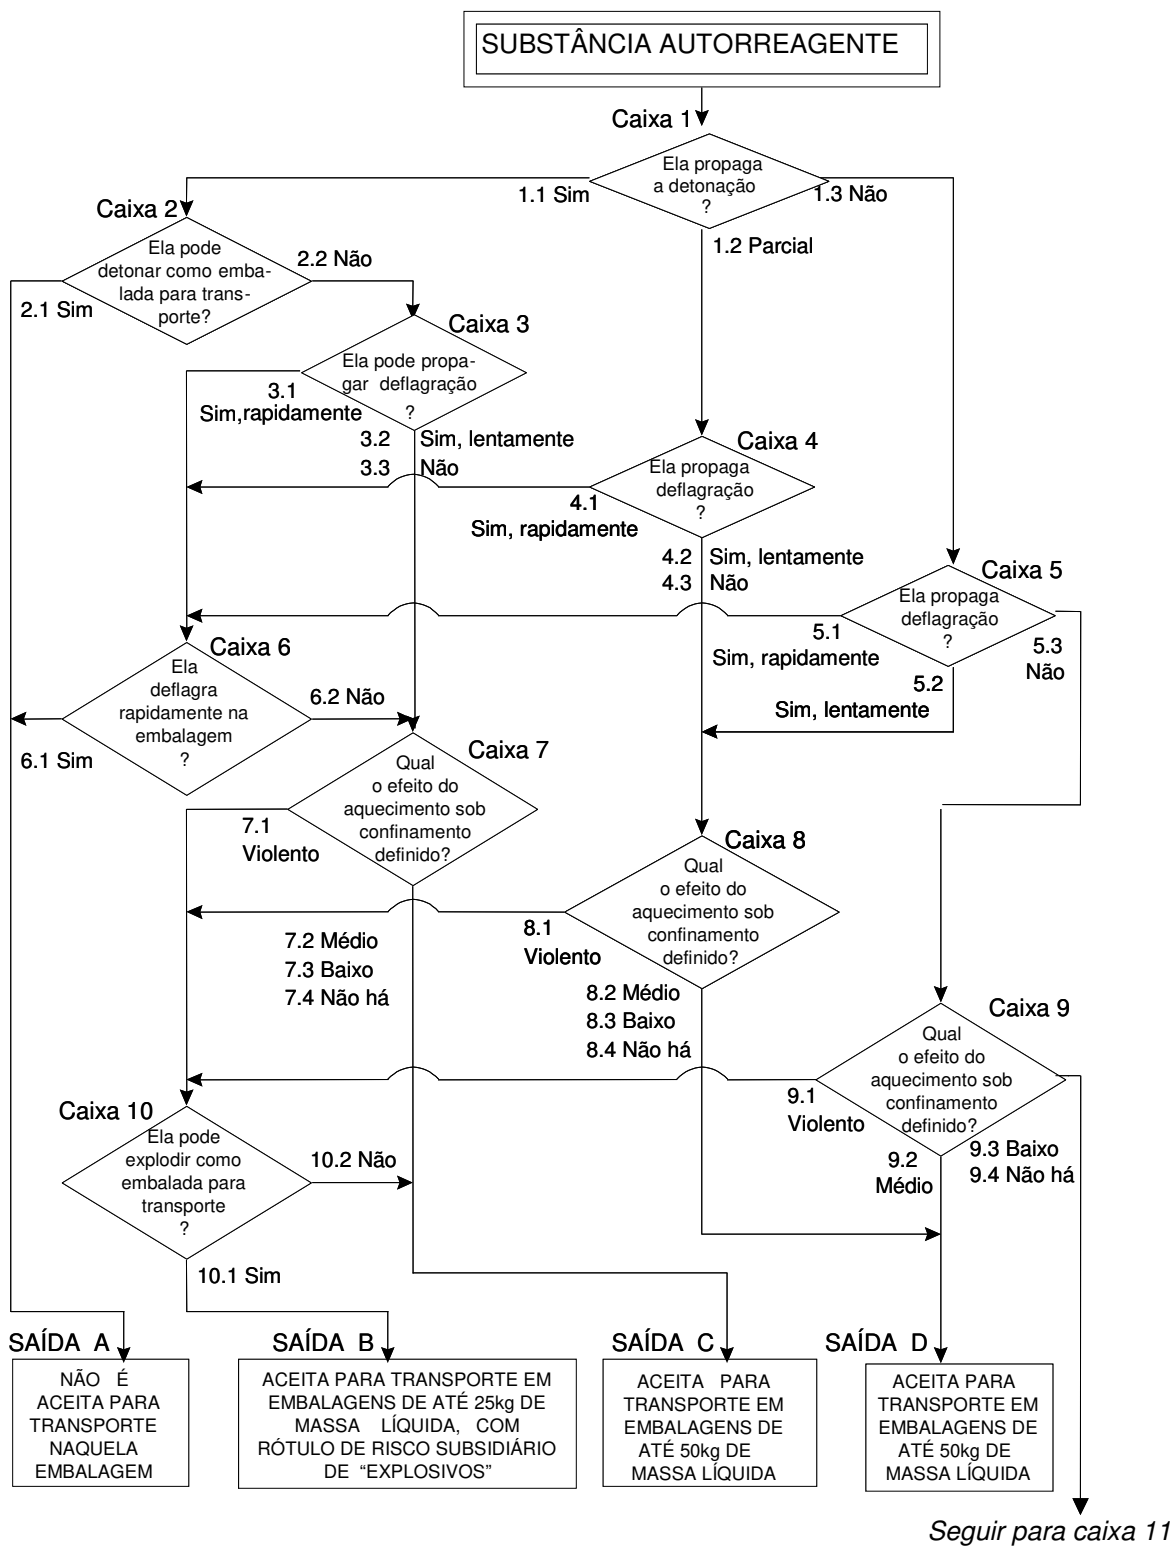 SUBSTÂNCIA AUTORREAGENTE
Caixa 1
Ela propaga
a detonação
?
1.1 Sim
1.3 Não
1.2 Parcial
Caixa 2
Ela pode
detonar como emba-
lada para trans-
porte?
2.2 Não
2.1 Sim
Caixa 3
Ela pode propa-
gar deflagração
?
3.1
Sim,rapidamente
3.2 Sim, lentamente
3.3 Não
Caixa 4
Ela propaga
deflagração
?
4.1
Sim, rapidamente
4.2 Sim, lentamente
4.3 Não
Caixa 5
Ela propaga
deflagração
?
5.1
Sim, rapidamente
5.3
Não
5.2
Sim, lentamente
Caixa 6
Ela
deflagra
rapidamente na
embalagem
?
6.2 Não
6.1 Sim
Caixa 7
Qual
o efeito do
aquecimento sob
confinamento
definido?
7.1
Violento
7.2 Médio
7.3 Baixo
7.4 Não há
Caixa 8
Qual
o efeito do
aquecimento sob
confinamento
definido?
8.1
Violento
8.2 Médio
8.3 Baixo
8.4 Não há
Caixa 9
Qual
o efeito do
aquecimento sob
confinamento
definido?
9.1
Violento
9.2
Médio
9.3 Baixo
9.4 Não há
Caixa 10
Ela pode
explodir como
embalada para
transporte
?
10.2 Não
10.1 Sim
SAÍDA A
NÃO É
ACEITA PARA
TRANSPORTE
NAQUELA
EMBALAGEM
SAÍDA B
ACEITA PARA TRANSPORTE EM
EMBALAGENS DE ATÉ 25kg DE
MASSA LÍQUIDA, COM
RÓTULO DE RISCO SUBSIDIÁRIO
DE “EXPLOSIVOS”
SAÍDA C
ACEITA PARA
TRANSPORTE EM
EMBALAGENS DE
ATÉ 50kg DE
MASSA LÍQUIDA
SAÍDA D
ACEITA PARA
TRANSPORTE EM
EMBALAGENS DE
ATÉ 50kg DE
MASSA LÍQUIDA
Seguir para caixa 11